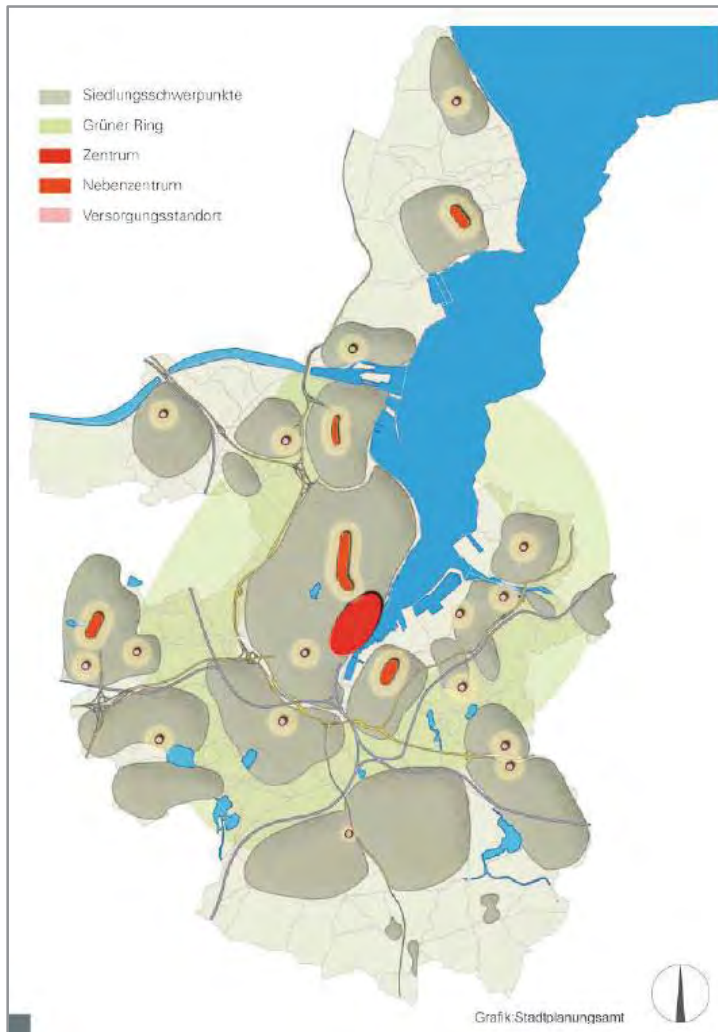 Siedlungsschwerpunkte
Grüner Ring
Zentrum
Nebenzentrum
Versorgungsstandort
Grafik:Stadtplanungsamt